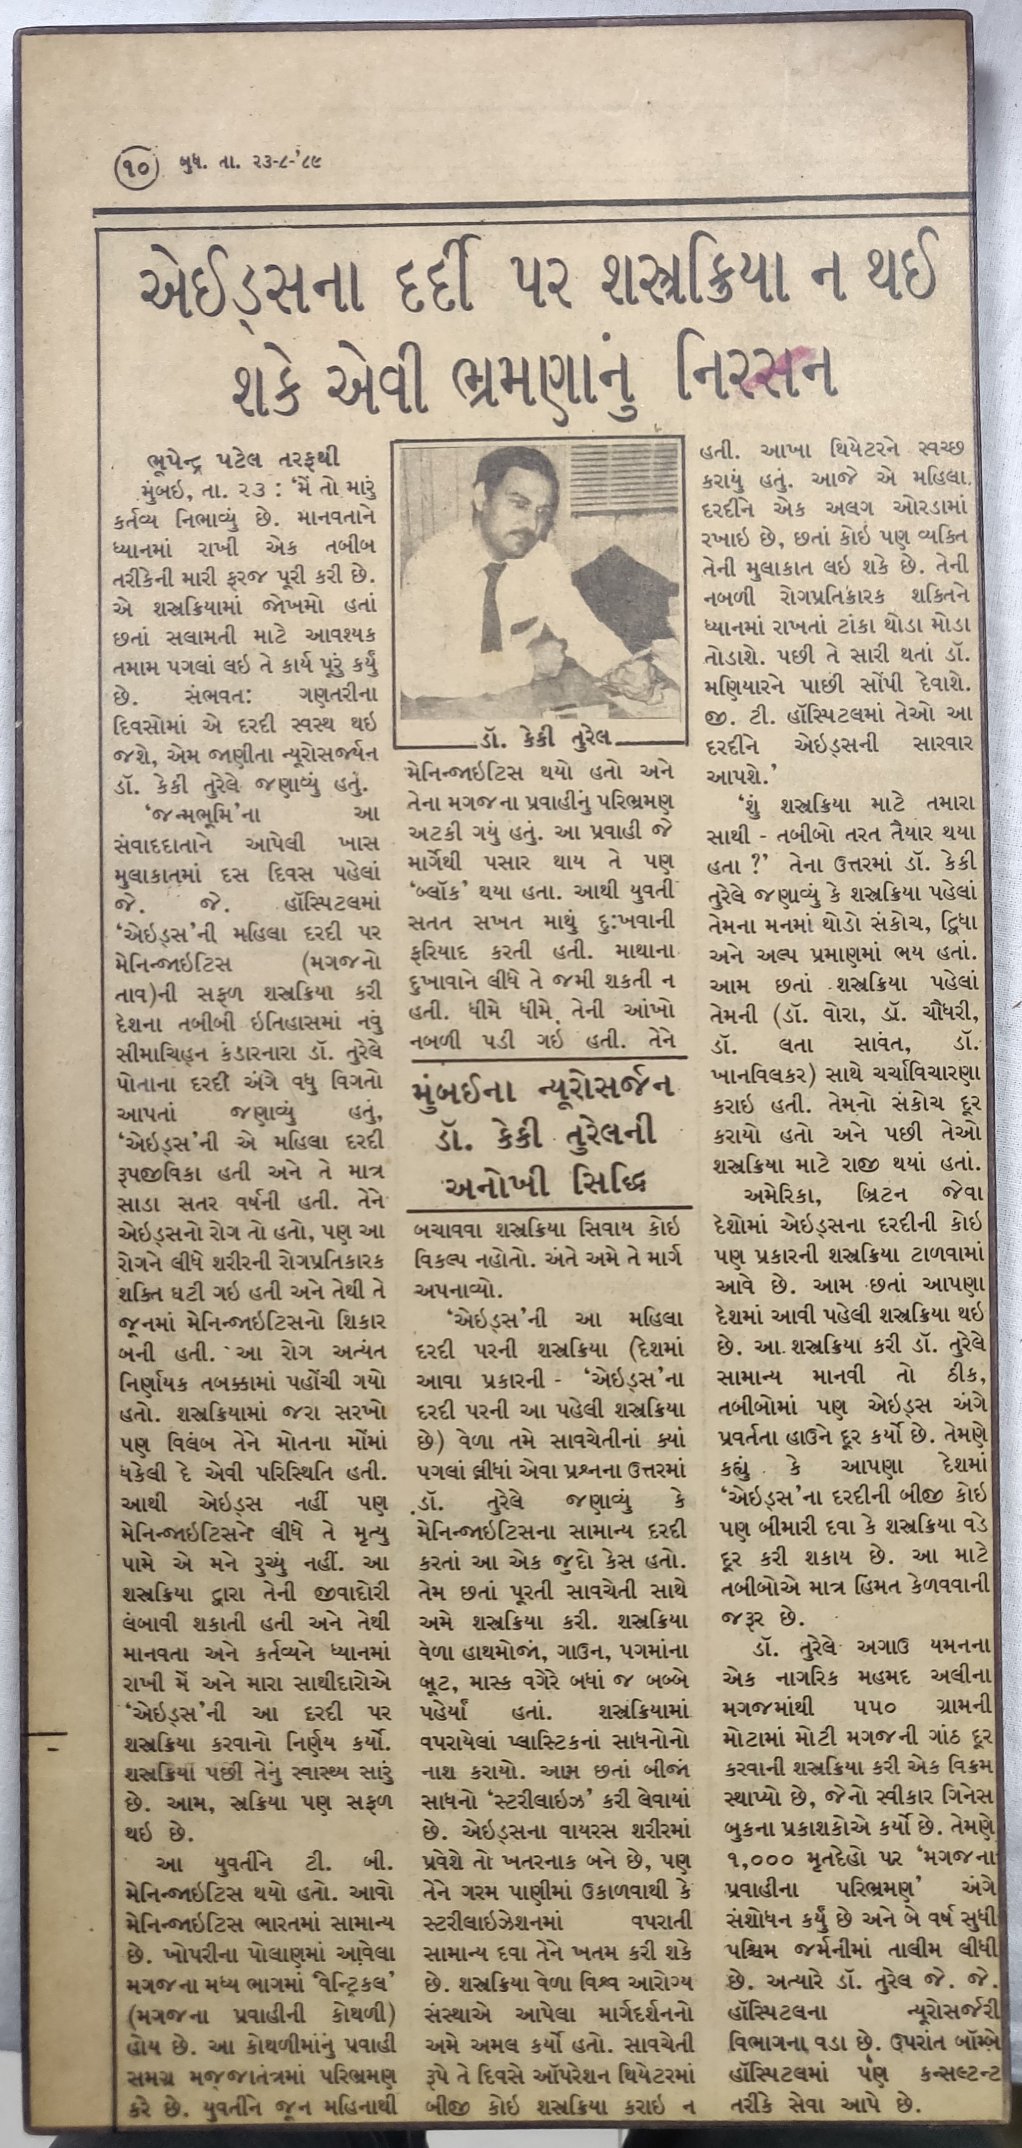 ૧૦ બુધ. તા. ૨૩-૮-'૮૯
એઈડ્સના દર્દી પર શસ્ત્રક્રિયા ન થઈ
શકે એવી ભ્રમણાનું નિરસન
ભૂપેન્દ્ર પટેલ તરફથી
મુંબઇ, તા. ૨૩ : 'મેં તો મારું
કર્તવ્ય નિભાવ્યું છે. માનવતાને
ધ્યાનમાં રાખી એક તબીબ
તરીકેની મારી ફરજ પૂરી કરી છે.
એ શસ્રક્રિયામાં જોખમો હતાં
છતાં સલામતી માટે આવશ્યક
તમામ પગલાં લઇ તે કાર્ય પૂરું કર્યું
છે. સંભવત: ગણતરીના
દિવસોમાં એ દરદી સ્વસ્થ થઇ
જશે, એમ જાણીતા ન્યૂરોસર્જ્યન
ડૉ. કેકી તુરેલે જણાવ્યું હતું.
'જન્મભૂમિ'ના આ
સંવાદદાતાને આપેલી ખાસ
મુલાકાતમાં દસ દિવસ પહેલાં
જે. જે. હૉસ્પિટલમાં
'એઇડ્સ'ની મહિલા દરદી પર
મેનિન્જાઇટિસ (મગજનો
તાવ)ની સફળ શસ્રક્રિયા કરી
દેશના તબીબી ઇતિહાસમાં નવું
સીમાચિહ્ન કંડારનારા ડૉ. તુરેલે
પોતાના દરદી અંગે વધુ વિગતો
આપતાં જણાવ્યું હતું,
'એઇડ્સ'ની એ મહિલા દરદી
રૂપજીવિકા હતી અને તે માત્ર
સાડા સતર વર્ષની હતી. તેને
એઇડ્સનો રોગ તો હતો, પણ આ
રોગને લીધે શરીરની રોગપ્રતિકારક
શક્તિ ઘટી ગઇ હતી અને તેથી તે
જૂનમાં મેનિન્જાઇટિસનો શિકાર
બની હતી. આ રોગ અત્યંત
નિર્ણાયક તબક્કામાં પહોંચી ગયો
હતો. શસ્રક્રિયામાં જરા સરખો
પણ વિલંબ તેને મોતના મોંમાં
ધકેલી દે એવી પરિસ્થિતિ હતી.
આથી એઇડ્સ નહીં પણ
મેનિન્જાઇટિસને લીધે તે મૃત્યુ
પામે એ મને રુચ્યું નહીં. આ
શસ્રક્રિયા દ્વારા તેની જીવાદોરી
લંબાવી શકાતી હતી અને તેથી
માનવતા અને કર્તવ્યને ધ્યાનમાં
રાખી મેં અને મારા સાથીદારોએ
'એઇડ્સ'ની આ દરદી પર
શસ્રક્રિયા કરવાનો નિર્ણય કર્યો.
શસ્રક્રિયા પછી તેનું સ્વાસ્થ્ય સારું
છે. આમ, સ્રક્રિયા પણ સફળ
થઇ છે.
આ યુવતીને ટી. બી.
મેનિન્જાઇટિસ થયો હતો. આવો
મેનિન્જાઇટિસ ભારતમાં સામાન્ય
છે. ખોપરીના પોલાણમાં આવેલા
મગજના મધ્ય ભાગમાં 'વેન્ટ્રિકલ'
(મગજના પ્રવાહીની કોથળી)
હોય છે. આ કોથળીમાંનું પ્રવાહી
સમગ્ર મજ્જાતંત્રમાં પરિભ્રમણ
કરે છે. યુવતીને જૂન મહિનાથી
ડૉ. કેકી તુરેલ
મેનિન્જાઇટિસ થયો હતો અને
તેના મગજના પ્રવાહીનું પરિભ્રમણ
અટકી ગયું હતું. આ પ્રવાહી જે
માર્ગેથી પસાર થાય તે પણ
'બ્લૉક' થયા હતા. આથી યુવતી
સતત સખત માથું દુ:ખવાની
ફરિયાદ કરતી હતી. માથાના
દુખાવાને લીધે તે જમી શકતી ન
હતી. ધીમે ધીમે તેની આંખો
નબળી પડી ગઇ હતી. તેને
મુંબઈના ન્યૂરોસર્જન
ડૉ. કેકી તુરેલની
અનોખી સિદ્ધિ
બચાવવા શસ્રક્રિયા સિવાય કોઇ
વિકલ્પ નહોતો. અંતે અમે તે માર્ગ
અપનાવ્યો.
'એઇડ્સ'ની આ મહિલા
દરદી પરની શસ્રક્રિયા (દેશમાં
આવા પ્રકારની - 'એઇડ્સ'ના
દરદી પરની આ પહેલી શસ્રક્રિયા
છે) વેળા તમે સાવચેતીનાં ક્યાં
પગલાં લીધાં એવા પ્રશ્નના ઉત્તરમાં
ડૉ. તુરેલે જણાવ્યું કે
મેનિન્જાઇટિસના સામાન્ય દરદી
કરતાં આ એક જુદો કેસ હતો.
તેમ છતાં પૂરતી સાવચેતી સાથે
અમે શસ્રક્રિયા કરી. શસ્રક્રિયા
વેળા હાથમોજાં, ગાઉન, પગમાંના
બૂટ, માસ્ક વગેરે બધાં જ બબ્બે
પહેર્યાં હતાં. શસ્રક્રિયામાં
વપરાયેલાં પ્લાસ્ટિકનાં સાધનોનો
નાશ કરાયો. આમ છતાં બીજાં
સાધનો 'સ્ટરીલાઇઝ' કરી લેવાયાં
છે. એઇડ્સના વાયરસ શરીરમાં
પ્રવેશે તો ખતરનાક બને છે, પણ
તેને ગરમ પાણીમાં ઉકાળવાથી કે
સ્ટરીલાઇઝેશનમાં વપરાતી
સામાન્ય દવા તેને ખતમ કરી શકે
છે. શસ્રક્રિયા વેળા વિશ્વ આરોગ્ય
સંસ્થાએ આપેલા માર્ગદર્શનનો
અમે અમલ કર્યો હતો. સાવચેતી
રૂપે તે દિવસે ઑપરેશન થિયેટરમાં
બીજી કોઇ શસ્રક્રિયા કરાઇ ન
હતી. આખા થિયેટરને સ્વચ્છ
કરાયું હતું. આજે એ મહિલા
દરદીને એક અલગ ઓરડામાં
રખાઇ છે, છતાં કોઇ પણ વ્યક્તિ
તેની મુલાકાત લઇ શકે છે. તેની
નબળી રોગપ્રતિકારક શક્તિને
ધ્યાનમાં રાખતાં ટાંકા થોડા મોડા
તોડાશે. પછી તે સારી થતાં ડૉ.
મણિયારને પાછી સોંપી દેવાશે.
જી. ટી. હૉસ્પિટલમાં તેઓ આ
દરદીને એઇડ્સની સારવાર
આપશે.'
'શું શસ્રક્રિયા માટે તમારા
સાથી - તબીબો તરત તૈયાર થયા
હતા ?' તેના ઉત્તરમાં ડૉ. કેકી
તુરેલે જણાવ્યું કે શસ્રક્રિયા પહેલાં
તેમના મનમાં થોડો સંકોચ, દ્વિધા
અને અલ્પ પ્રમાણમાં ભય હતાં.
આમ છતાં શસ્રક્રિયા પહેલાં
તેમની (ડૉ. વોરા, ડૉ. ચૌધરી,
ડૉ. લતા સાવંત, ડૉ.
ખાનવિલકર) સાથે ચર્ચાવિચારણા
કરાઇ હતી. તેમનો સંકોચ દૂર
કરાયો હતો અને પછી તેઓ
શસ્રક્રિયા માટે રાજી થયાં હતાં.
અમેરિકા, બ્રિટન જેવા
દેશોમાં એઇડ્સના દરદીની કોઇ
પણ પ્રકારની શસ્રક્રિયા ટાળવામાં
આવે છે. આમ છતાં આપણા
દેશમાં આવી પહેલી શસ્રક્રિયા થઇ
છે. આ શસ્રક્રિયા કરી ડૉ. તુરેલે
સામાન્ય માનવી તો ઠીક,
તબીબોમાં પણ એઇડ્સ અંગે
પ્રવર્તતા હાઉને દૂર કર્યો છે. તેમણે
કહ્યું કે આપણા દેશમાં
'એઇડ્સ'ના દરદીની બીજી કોઇ
પણ બીમારી દવા કે શસ્રક્રિયા વડે
દૂર કરી શકાય છે. આ માટે
તબીબોએ માત્ર હિંમત કેળવવાની
જરૂર છે.
ડૉ. તુરેલે અગાઉ યમનના
એક નાગરિક મહમદ અલીના
મગજમાંથી ૫૫૦ ગ્રામની
મોટામાં મોટી મગજની ગાંઠ દૂર
કરવાની શસ્રક્રિયા કરી એક વિક્રમ
સ્થાપ્યો છે, જેનો સ્વીકાર ગિનેસ
બુકના પ્રકાશકોએ કર્યો છે. તેમણે
૧,૦૦૦ મૃતદેહો પર 'મગજના
પ્રવાહીના પરિભ્રમણ' અંગે
સંશોધન કર્યું છે અને બે વર્ષ સુધી
પશ્ચિમ જર્મનીમાં તાલીમ લીધી
છે. અત્યારે ડૉ. તુરેલ જે. જે.
હૉસ્પિટલના ન્યૂરોસર્જરી
વિભાગના વડા છે. ઉપરાંત બૉમ્બે
હૉસ્પિટલમાં પણ કન્સલ્ટન્ટ
તરીકે સેવા આપે છે.